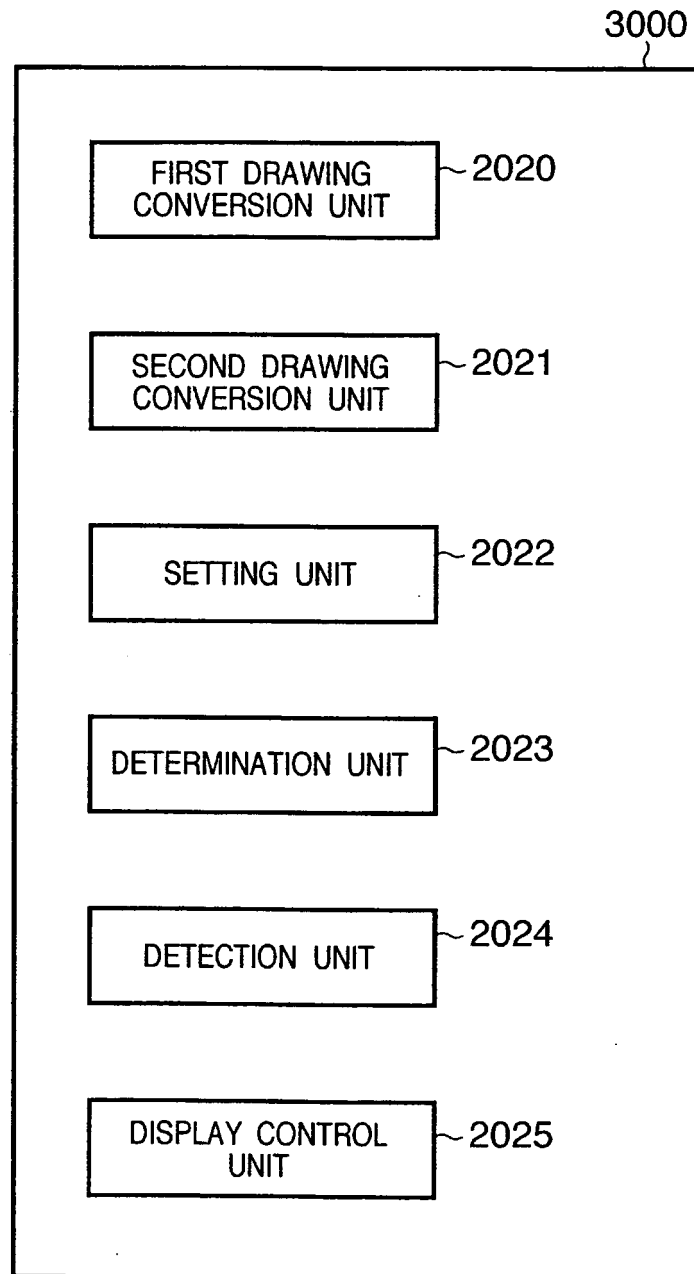 3000
FIRST DRAWING
CONVERSION UNIT
2020
SECOND DRAWING
CONVERSION UNIT
2021
SETTING UNIT
2022
DETERMINATION UNIT
2023
DETECTION UNIT
2024
DISPLAY CONTROL
UNIT
2025